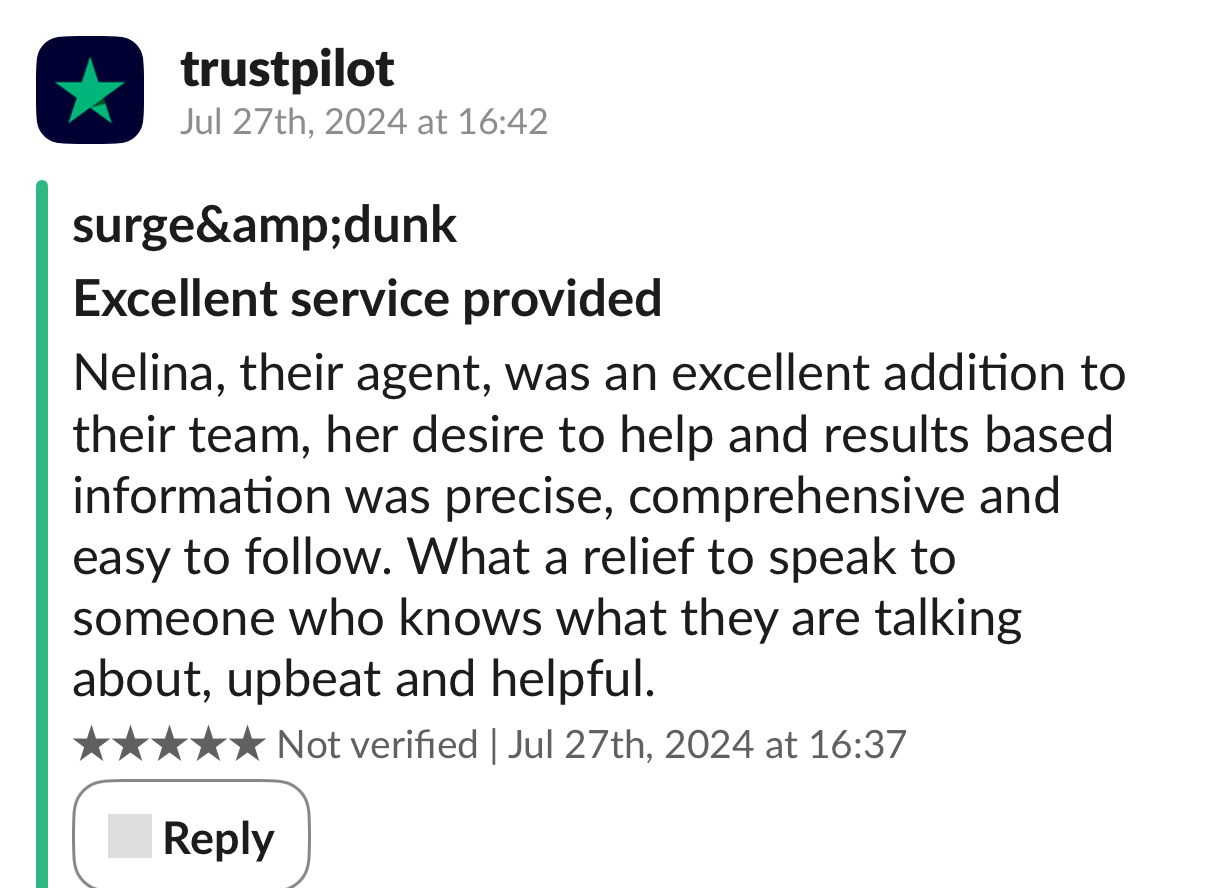 trustpilot
Jul 27th, 2024 at 16:42
surge&amp;dunk
Excellent service provided
Nelina, their agent, was an excellent addition to
their team, her desire to help and results based
information was precise, comprehensive and
easy to follow. What a relief to speak to
someone who knows what they are talking
about, upbeat and helpful.
★★★★★ Not verified | Jul 27th, 2024 at 16:37
Reply